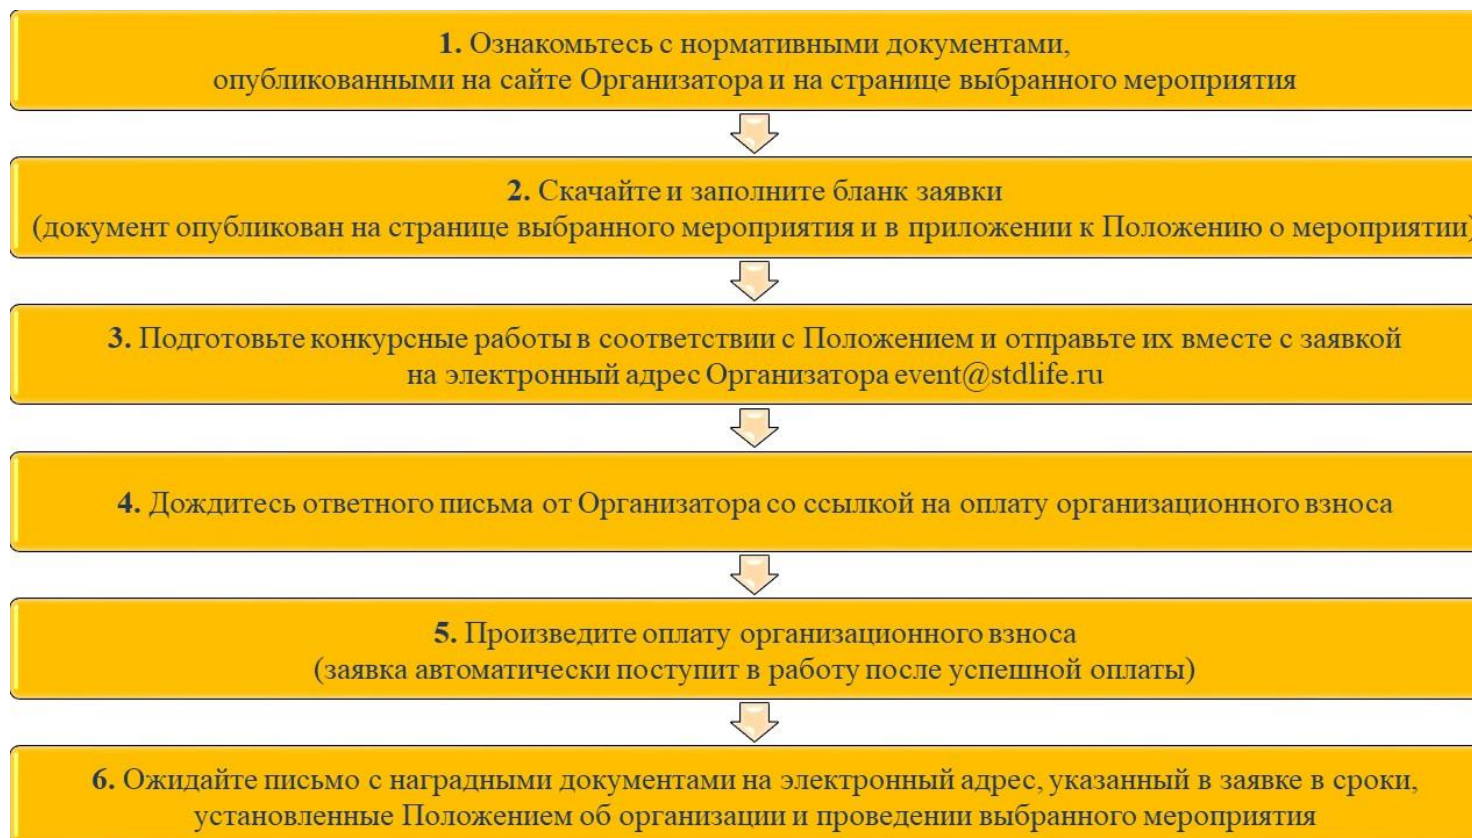 1. Ознакомьтесь с нормативными документами,
опубликованными на сайте Организатора и на странице выбранного мероприятия
2. Скачайте и заполните бланк заявки
(документ опубликован на странице выбранного мероприятия и в приложении к Положению о мероприятии)
3. Подготовьте конкурсные работы в соответствии с Положением и отправьте их вместе с заявкой
на электронный адрес Организатора event@stdlife.ru
4. Дождитесь ответного письма от Организатора со ссылкой на оплату организационного взноса
5. Произведите оплату организационного взноса
(заявка автоматически поступит в работу после успешной оплаты)
6. Ожидайте письмо с наградными документами на электронный адрес, указанный в заявке в сроки,
установленные Положением об организации и проведении выбранного мероприятия